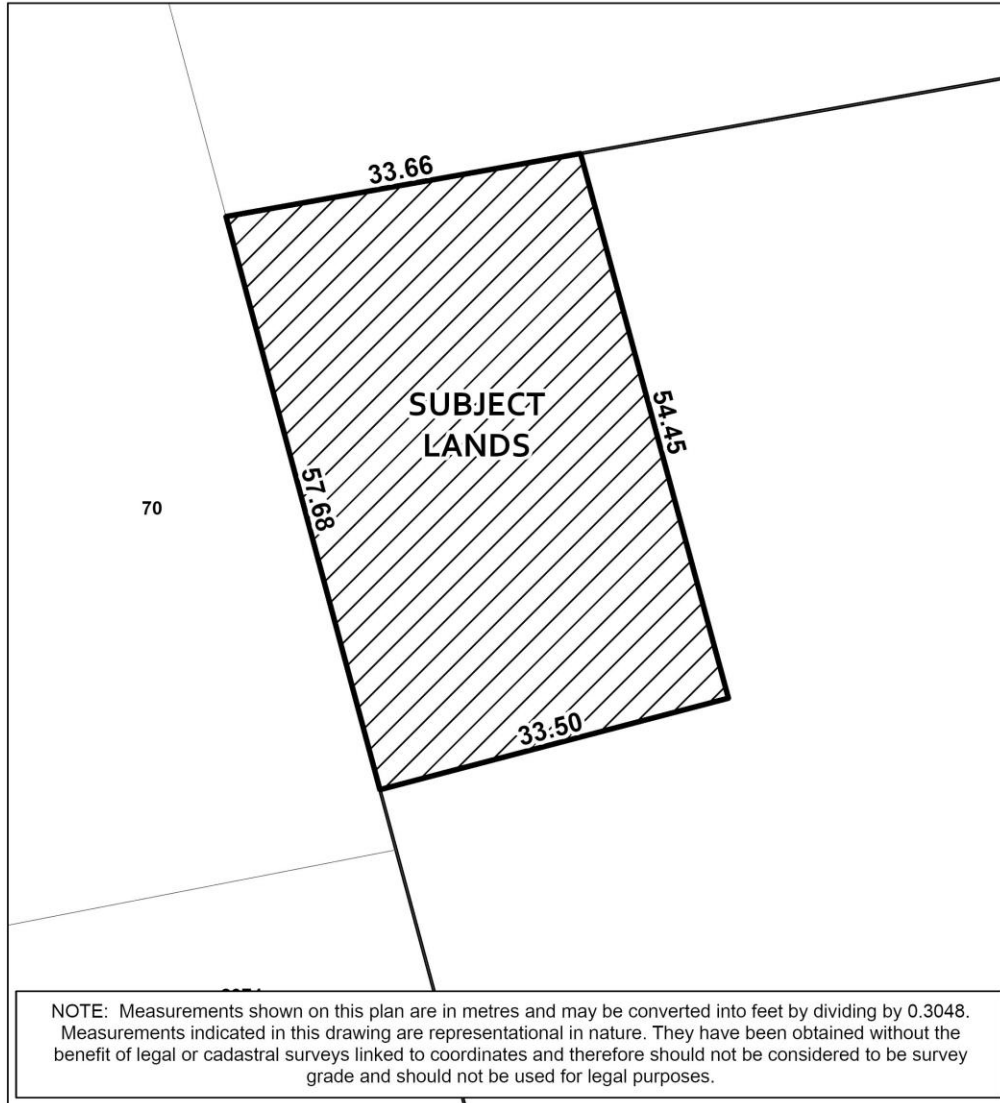 33.66
SUBJECT
LANDS
54.45
57.68
70
33.50
NOTE: Measurements shown on this plan are in metres and may be converted into feet by dividing by 0.3048.
Measurements indicated in this drawing are representational in nature. They have been obtained without the
benefit of legal or cadastral surveys linked to coordinates and therefore should not be considered to be survey
grade and should not be used for legal purposes.